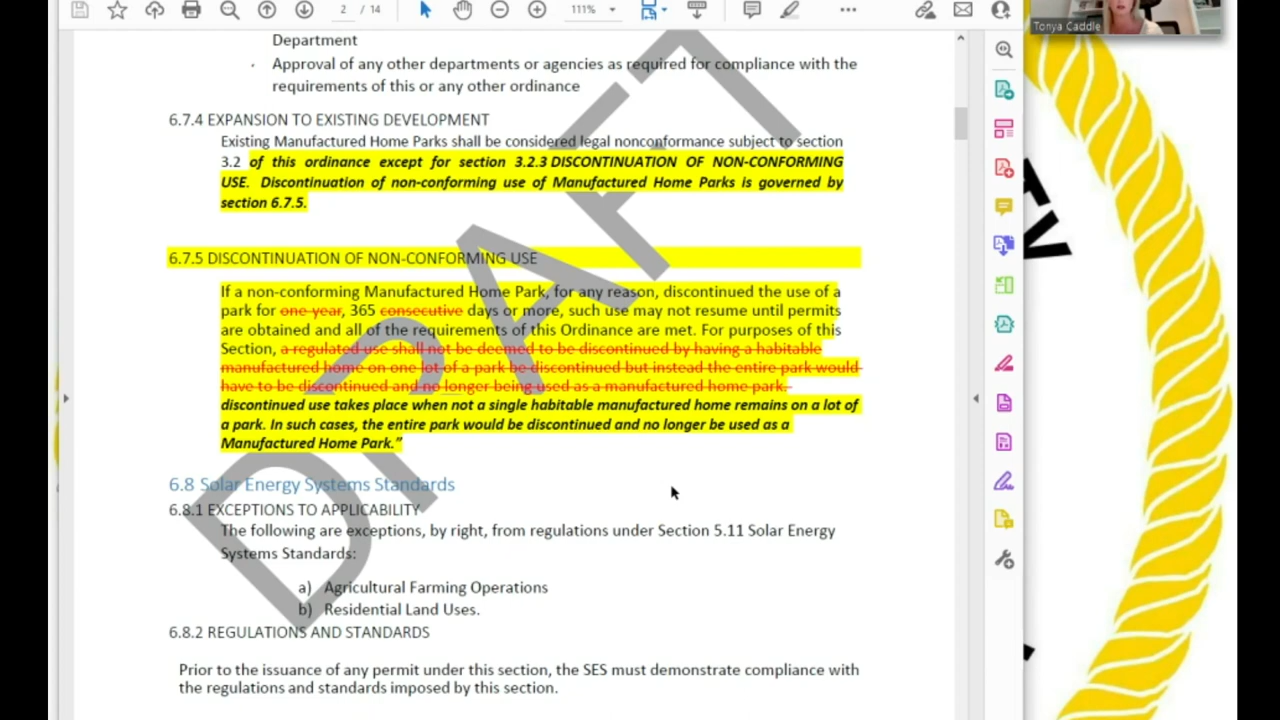 2 / 14
111%
Tonya Caddle
Department
· Approval of any other departments or agencies as required for compliance with the
requirements of this or any other ordinance
6.7.4 EXPANSION TO EXISTING DEVELOPMENT
Existing Manufactured Home Parks shall be considered legal nonconformance subject to section
3.2 of this ordinance except for section 3.2.3 DISCONTINUATION OF NON-CONFORMING
USE. Discontinuation of non-conforming use of Manufactured Home Parks is governed by
section 6.7.5.
6.7.5 DISCONTINUATION OF NON-CONFORMING USE
If a non-conforming Manufactured Home Park, for any reason, discontinued the use of a
park for one year, 365 consecutive days or more, such use may not resume until permits
are obtained and all of the requirements of this Ordinance are met. For purposes of this
Section, a regulated use shall not be deemed to be discontinued by having a habitable
manufactured home on one lot of a park be discontinued but instead the entire park would
have to be discontinued and no longer being used as a manufactured home park.
discontinued use takes place when not a single habitable manufactured home remains on a lot of
a park. In such cases, the entire park would be discontinued and no longer be used as a
Manufactured Home Park.”
6.8 Solar Energy Systems Standards
6.8.1 EXCEPTIONS TO APPLICABILITY
The following are exceptions, by right, from regulations under Section 5.11 Solar Energy
Systems Standards:
a) Agricultural Farming Operations
b) Residential Land Uses.
6.8.2 REGULATIONS AND STANDARDS
Prior to the issuance of any permit under this section, the SES must demonstrate compliance with
the regulations and standards imposed by this section.
DRAFT